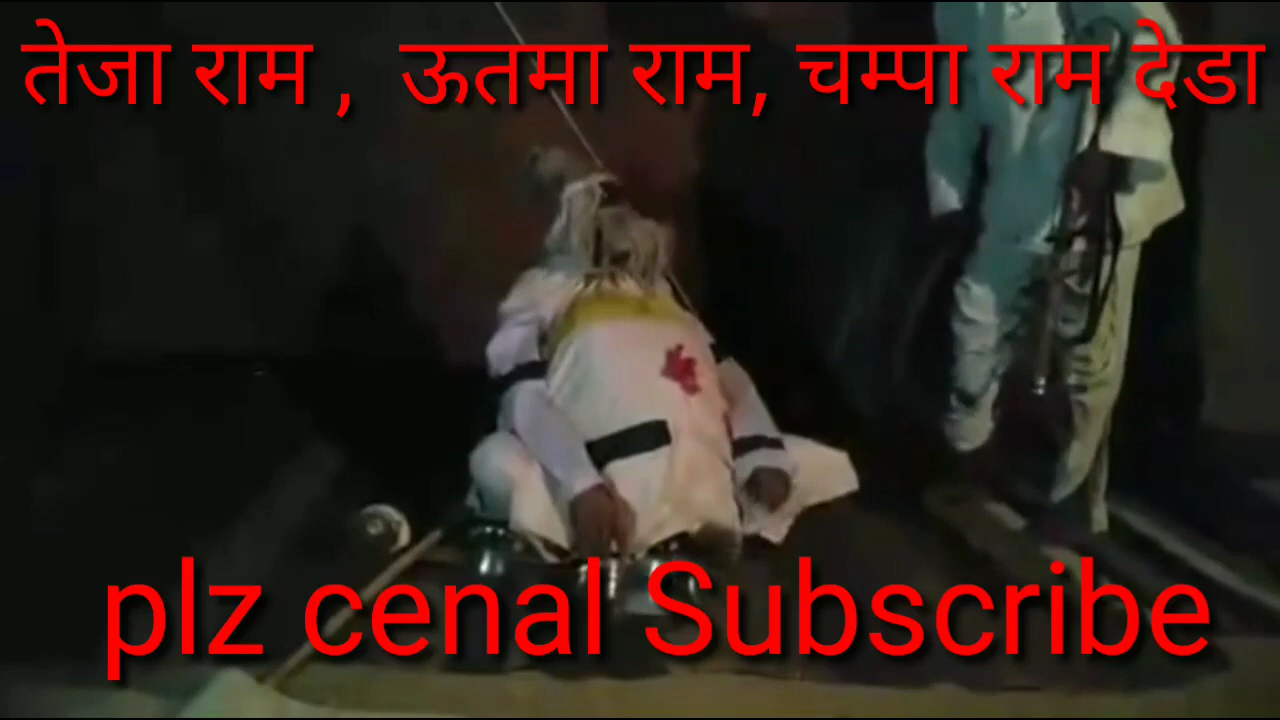 तेजा राम , ऊतमा राम, चम्पा राम देडा
plz cenal Subscribe